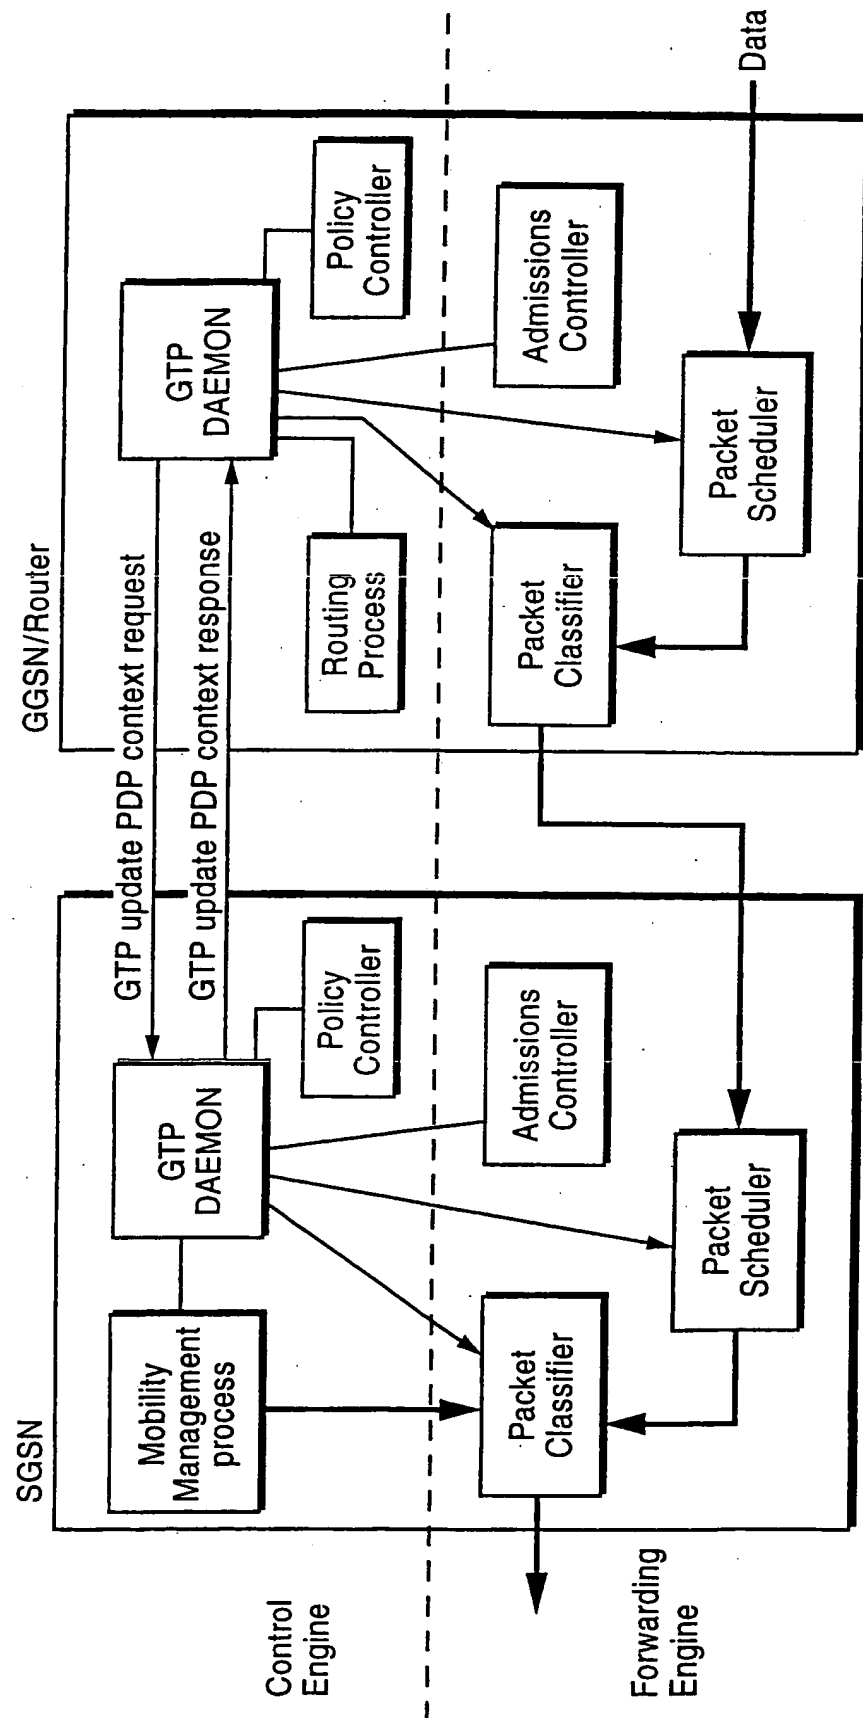 SGSN
GGSN/Router
GTP update PDP context request
GTP update PDP context response
Mobility
Management
process
GTP
DAEMON
Policy
Controller
GTP
DAEMON
Policy
Controller
Routing
Process
Control
Engine
Forwarding
Engine
Packet
Classifier
Admissions
Controller
Packet
Scheduler
Packet
Classifier
Admissions
Controller
Packet
Scheduler
Data